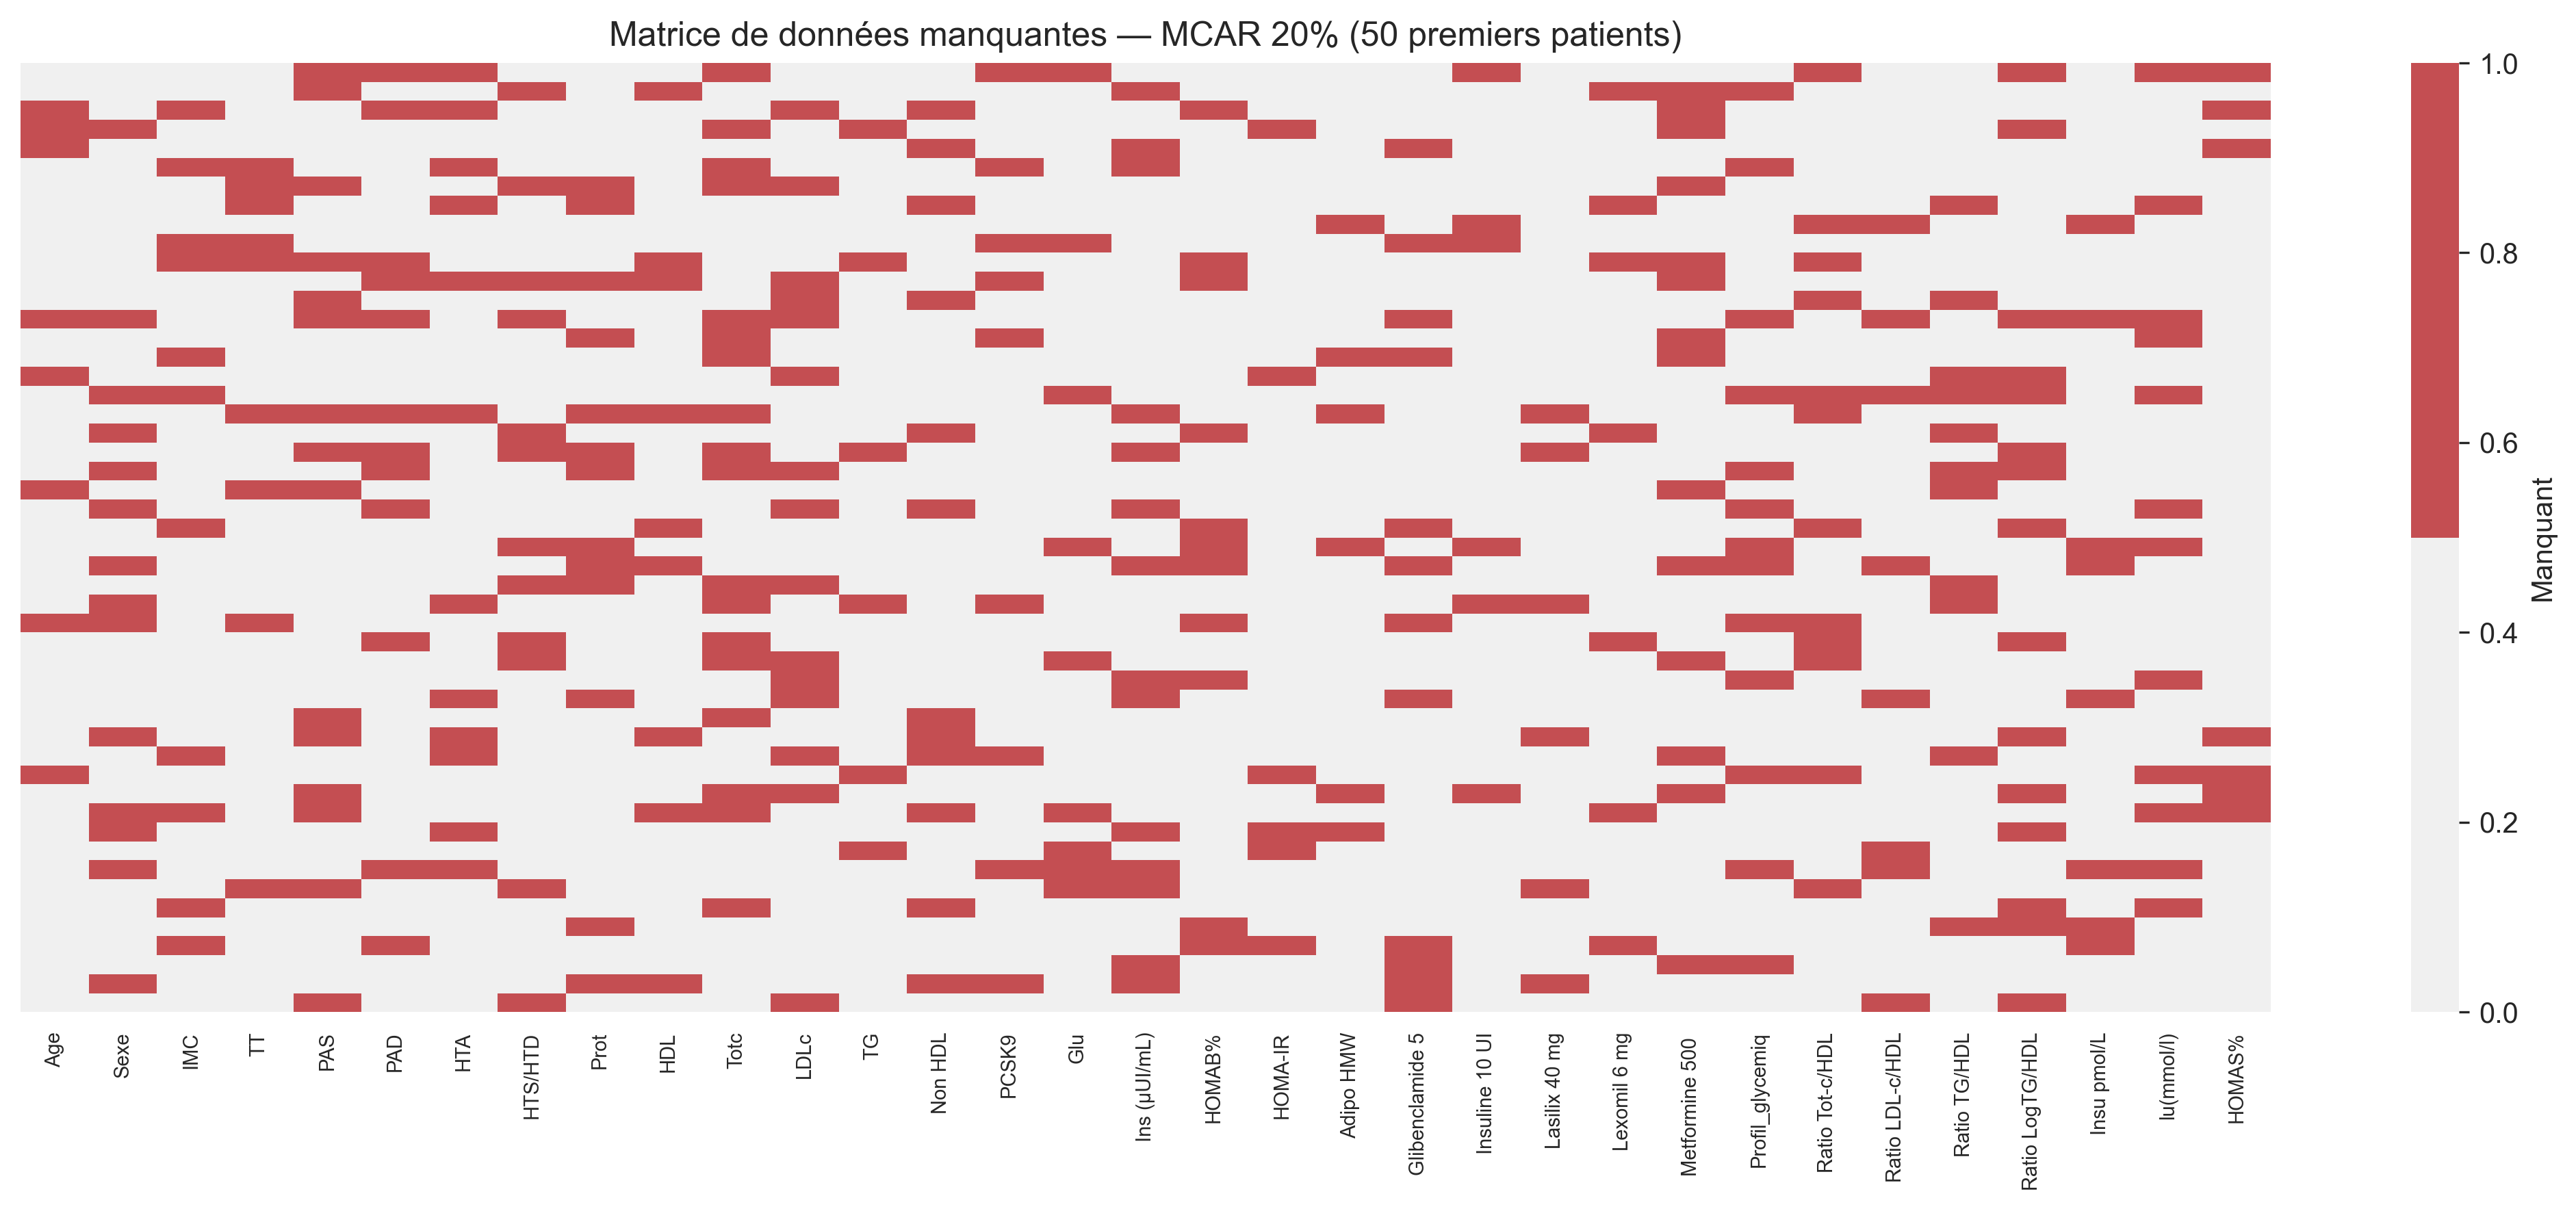 Matrice de données manquantes — MCAR 20% (50 premiers patients)
1.0
0.8
0.6
0.4
0.2
0.0
Manquant
Age
Sexe
IMC
TT
PAS
PAD
HTA
HTS/HTD
Prot
HDL
Totc
LDLc
TG
Non HDL
PCSK9
Glu
Ins (µUI/mL)
HOMAB%
HOMA-IR
Adipo HMW
Glibenclamide 5
Insuline 10 UI
Lasilix 40 mg
Lexomil 6 mg
Metformine 500
Profil_glycemiq
Ratio Tot-c/HDL
Ratio LDL-c/HDL
Ratio TG/HDL
Ratio LogTG/HDL
Insu pmol/L
lu(mmol/l)
HOMAS%